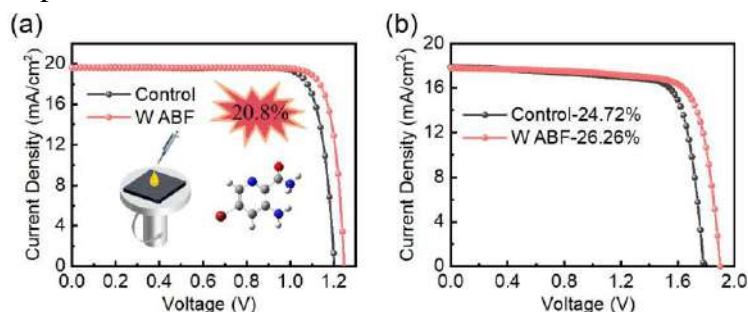 (a)
Current Density (mA/cm²)
20
16
12
8
4
0
Control
W ABF
20.8%
0.0 0.2 0.4 0.6 0.8 1.0 1.2
Voltage (V)
(b)
Current Density (mA/cm²)
20
16
12
8
4
0
Control-24.72%
W ABF-26.26%
0.0 0.4 0.8 1.2 1.6 2.0
Voltage (V)